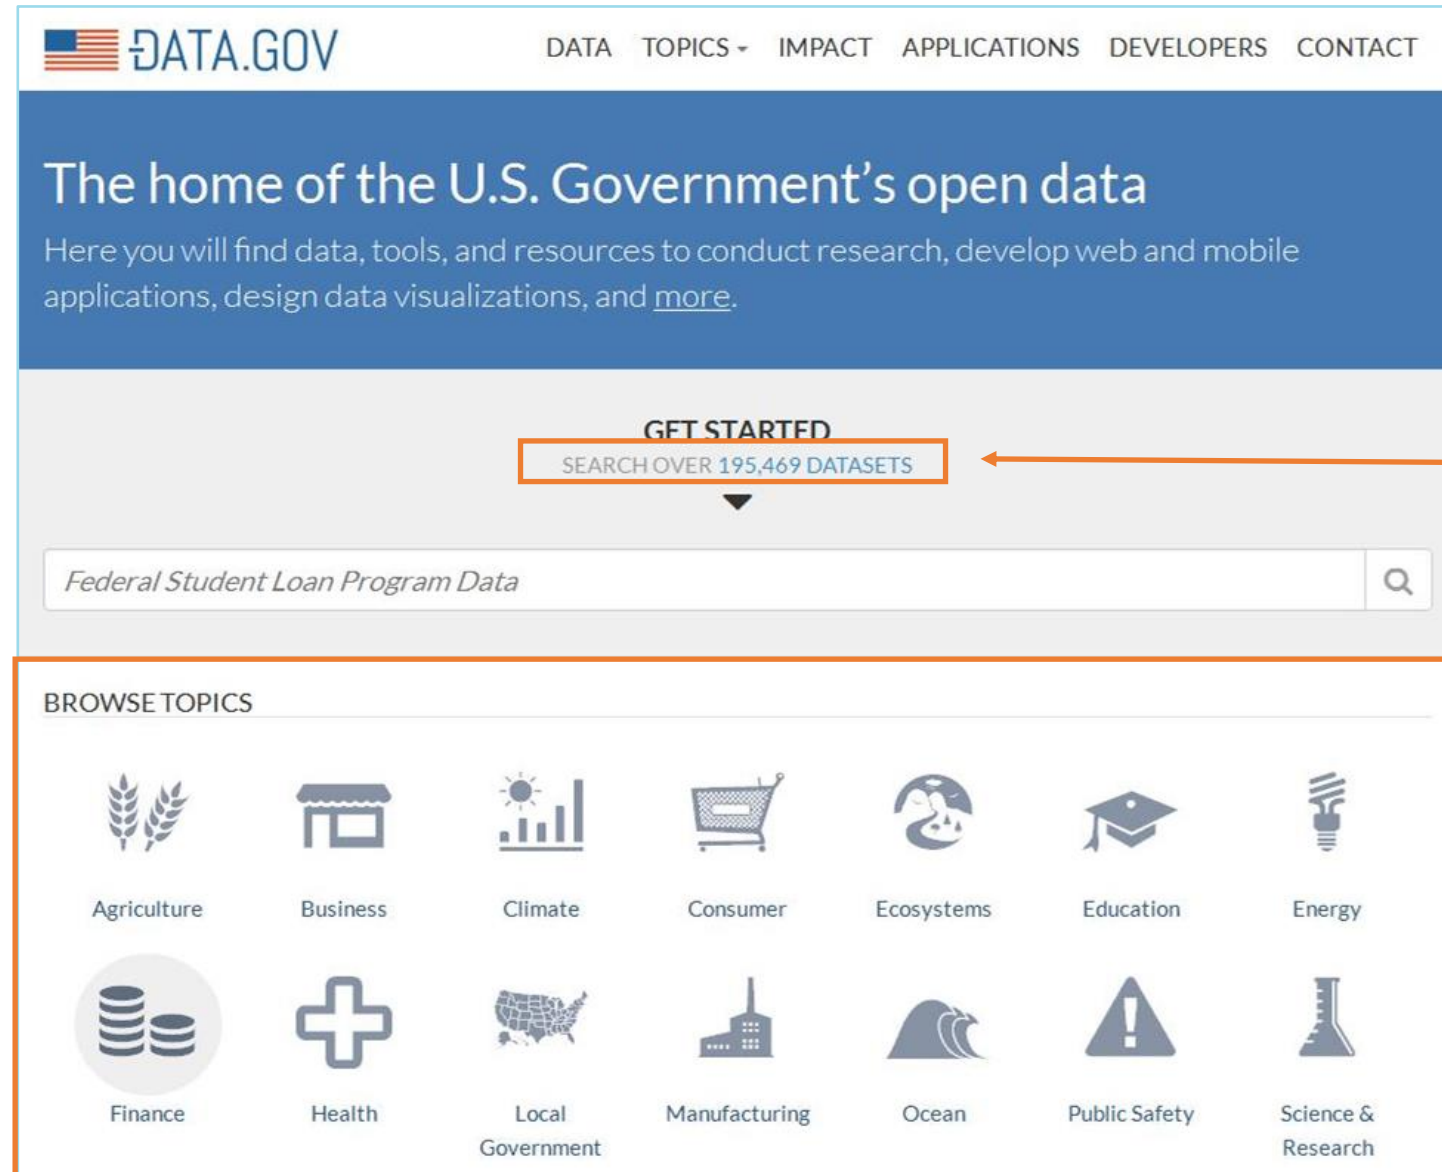 DATA.GOV
DATA TOPICS IMPACT APPLICATIONS DEVELOPERS CONTACT
The home of the U.S. Government's open data
Here you will find data, tools, and resources to conduct research, develop web and mobile
applications, design data visualizations, and more.
GET STARTED
SEARCH OVER 195,469 DATASETS
Federal Student Loan Program Data
BROWSE TOPICS
Agriculture Business Climate Consumer Ecosystems Education Energy
Finance Health Local Manufacturing Ocean Public Safety Science &
Government Research